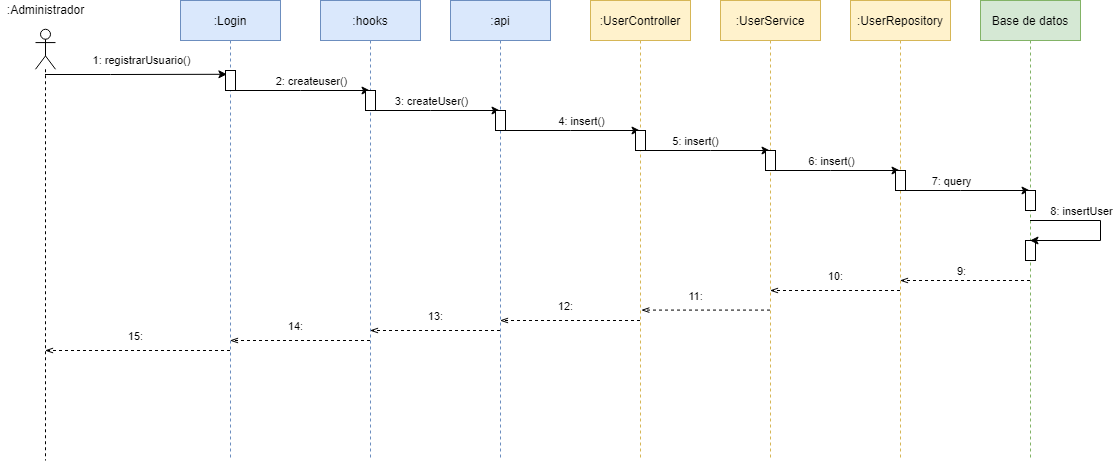 :Administrador
:Login
:hooks
:api
:UserController
:UserService
:UserRepository
Base de datos
1: registrarUsuario()
2: createuser()
3: createUser()
4: insert()
5: insert()
6: insert()
7: query
8: insertUser
9:
10:
11:
12:
13:
14:
15: